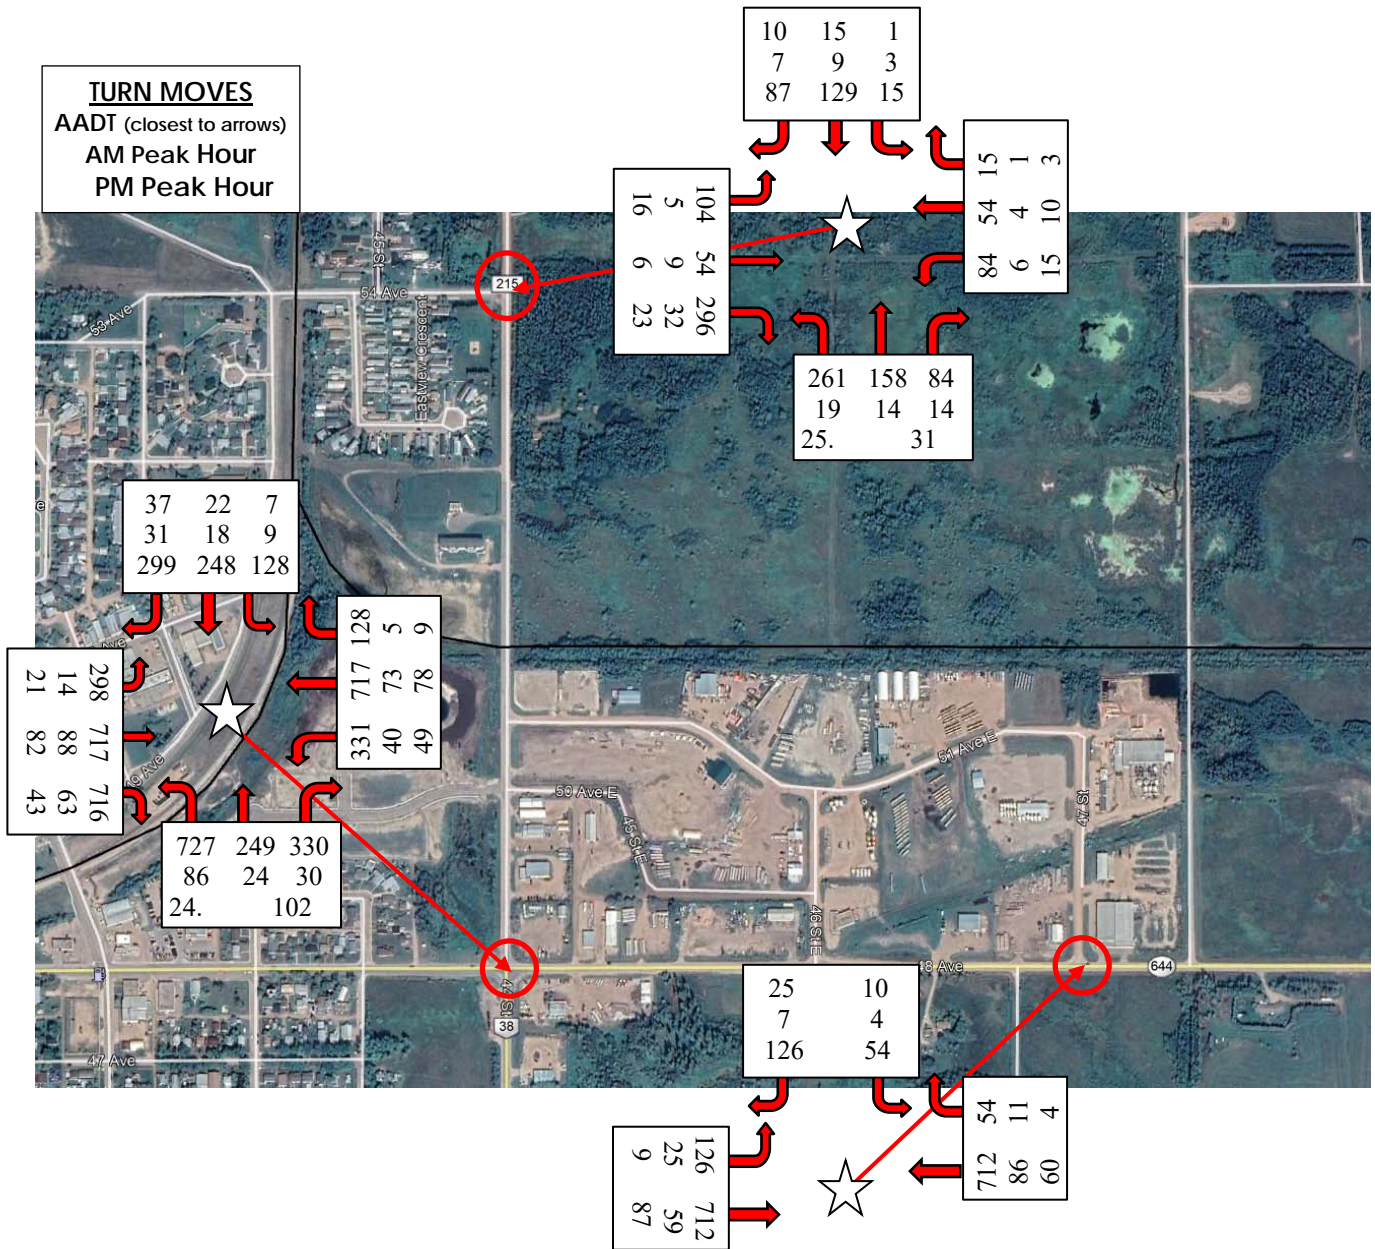 TURN MOVES
AADT (closest to arrows)
AM Peak Hour
PM Peak Hour
10 15 1
7 9 3
87 129 15
15 1 3
54 4 10
84 6 15
104 54 296
5 9 32
16 6 23
261 158 84
19 14 14
25. 31
215
45 St
54 Ave
53 Ave
Eastview Crescent
e
37 22 7
31 18 9
299 248 128
128 5 9
717 73 78
331 40 49
Ave
298 717 716
14 88 63
21 82 43
49 Ave
727 249 330
86 24 30
24. 102
51 Ave E
50 Ave E
45 St E
47 St
46 St E
48 Ave
644
44 St
38
47 Ave
25 10
7 4
126 54
54 11 4
712 86 60
126 712
25 59
9 87